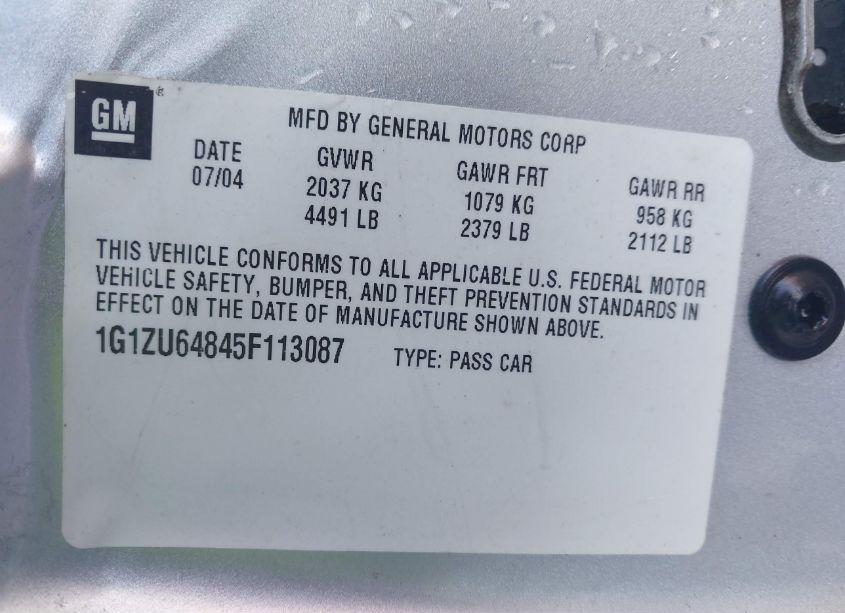 GM ®
MFD BY GENERAL MOTORS CORP
DATE GVWR GAWR FRT GAWR RR
07/04 2037 KG 1079 KG 958 KG
4491 LB 2379 LB 2112 LB
THIS VEHICLE CONFORMS TO ALL APPLICABLE U.S. FEDERAL MOTOR
VEHICLE SAFETY, BUMPER, AND THEFT PREVENTION STANDARDS IN
EFFECT ON THE DATE OF MANUFACTURE SHOWN ABOVE.
1G1ZU64845F113087 TYPE: PASS CAR